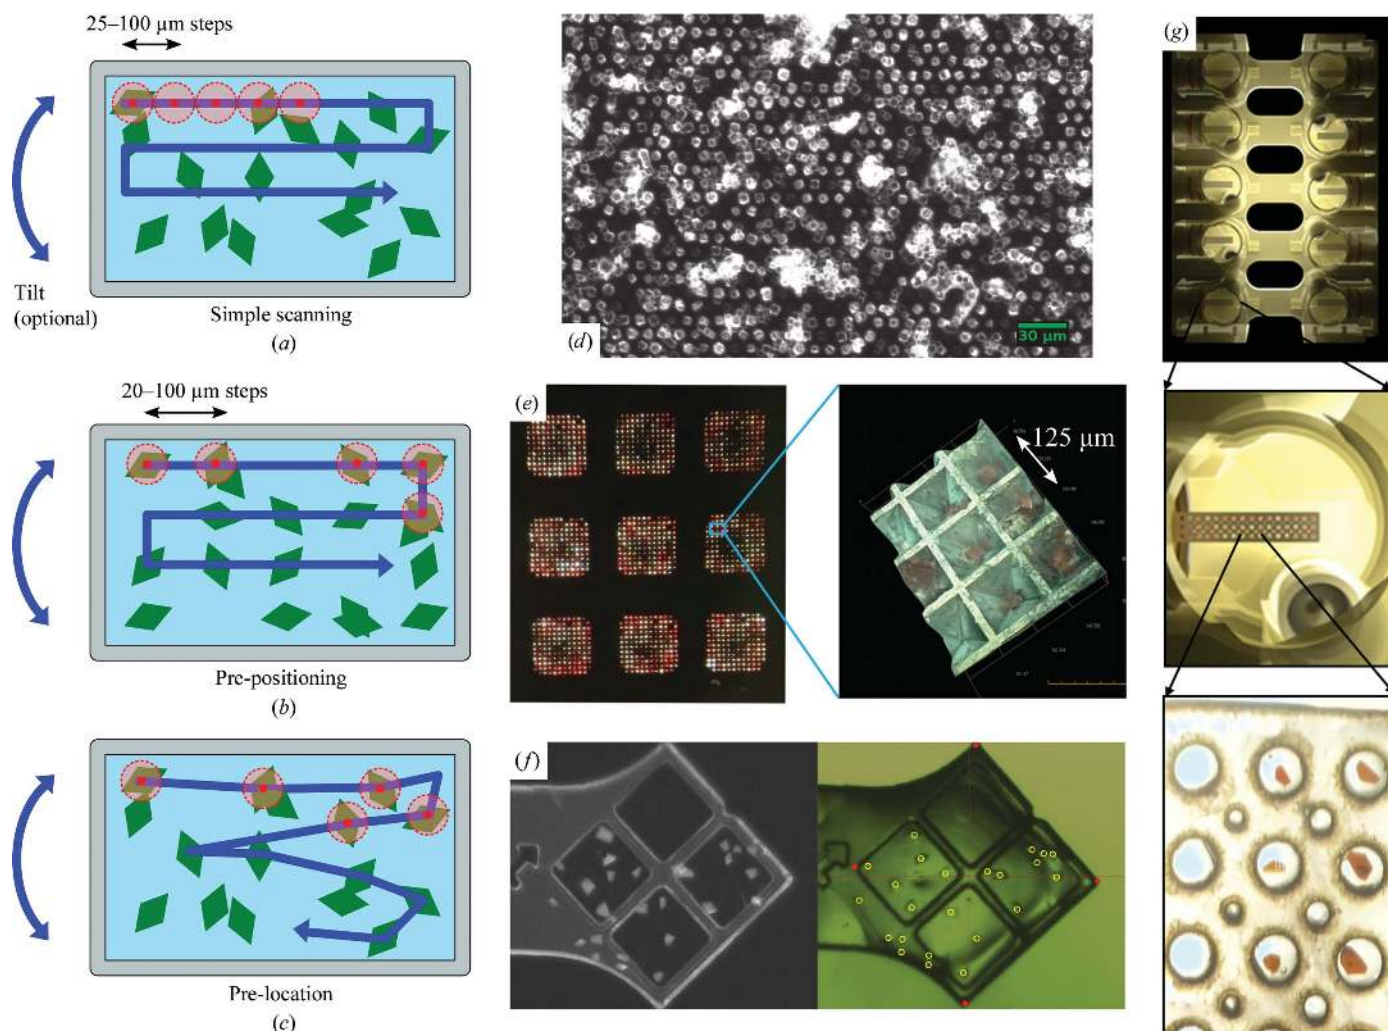 25–100 µm steps
Tilt
(optional)
Simple scanning
(a)
20–100 µm steps
Pre-positioning
(b)
Pre-location
(c)
(d)
30 µm
(e)
125 µm
(f)
(g)